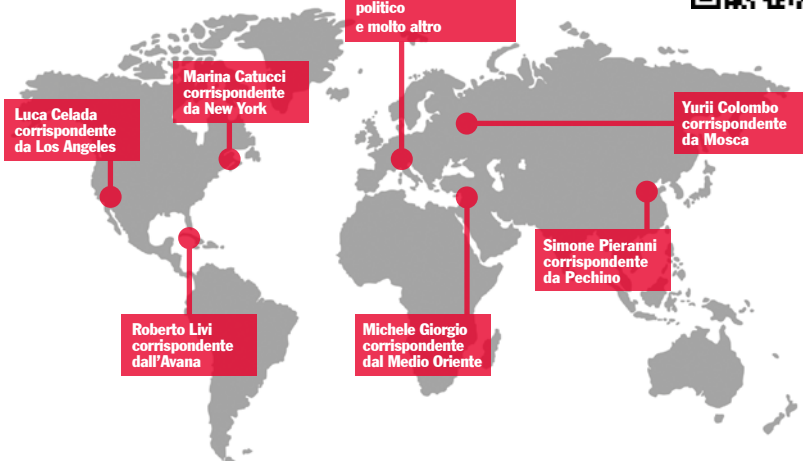 politico
e molto altro
Marina Catucci
corrispondente
da New York
Luca Celada
corrispondente
da Los Angeles
Yurii Colombo
corrispondente
da Mosca
Simone Pieranni
corrispondente
da Pechino
Roberto Livi
corrispondente
dall'Avana
Michele Giorgio
corrispondente
dal Medio Oriente